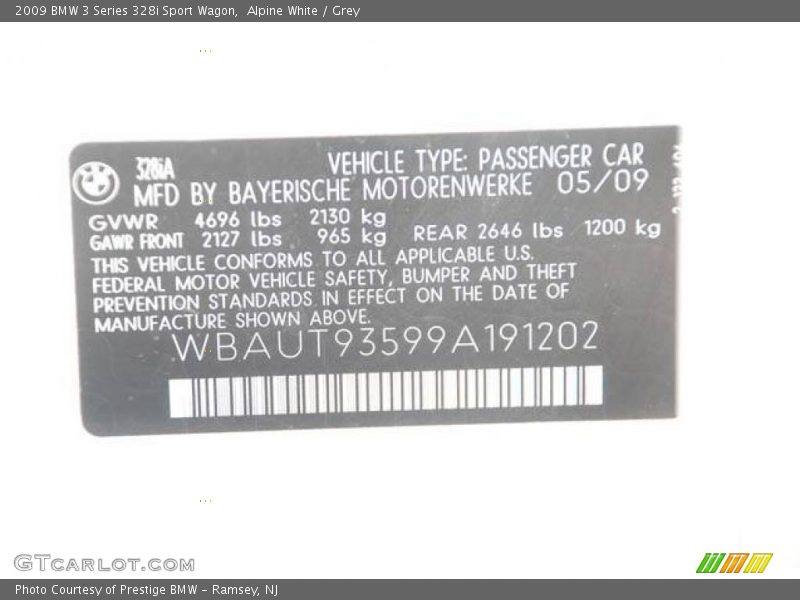 2009 BMW 3 Series 328i Sport Wagon,  Alpine White / Grey
BMW
328iA
VEHICLE TYPE: PASSENGER CAR
MFD BY BAYERISCHE MOTORENWERKE 05/09
GVWR 4696 lbs 2130 kg
GAWR FRONT 2127 lbs 965 kg REAR 2646 lbs 1200 kg
THIS VEHICLE CONFORMS TO ALL APPLICABLE U.S.
FEDERAL MOTOR VEHICLE SAFETY, BUMPER AND THEFT
PREVENTION STANDARDS IN EFFECT ON THE DATE OF
MANUFACTURE SHOWN ABOVE.
WBAUT93599A191202
GTCARLOT.COM
Photo Courtesy of Prestige BMW - Ramsey, NJ